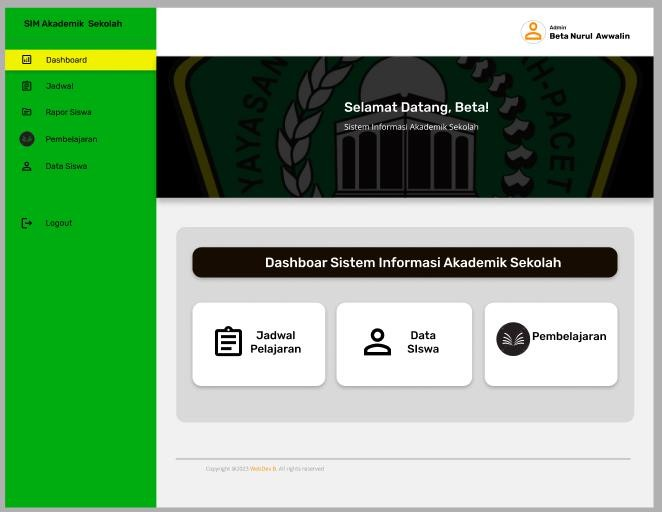 SIM Akademik Sekolah
Dashboard
Jadwal
Rapor Siswa
Pembelajaran
Data Siswa
Logout
Admin
Beta Nurul Awwalin
YAYASAN
AH-PACET
Selamat Datang, Beta!
Sistem Informasi Akademik Sekolah
Dashboar Sistem Informasi Akademik Sekolah
Jadwal
Pelajaran
Data
SIswa
Pembelajaran
Copyright @2023 WebDev B. All rights reserved